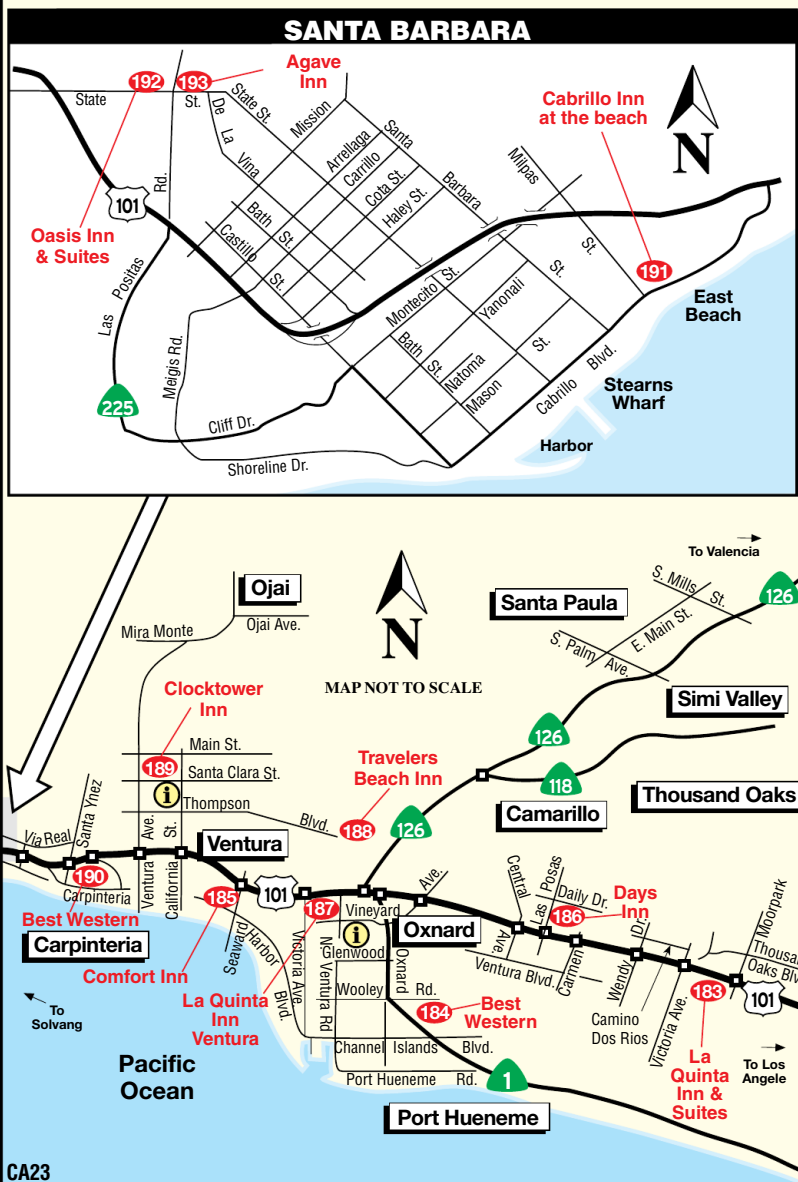 SANTA BARBARA
192
193
Agave
Inn
State
St.
De
La
Vina
State St.
Mission
Arrellaga
Carrillo
Cota St.
Haley St.
Santa
Barbara
St.
Milpas
St.
Cabrillo Inn
at the beach
N
Rd.
101
Oasis Inn
& Suites
Bath
St.
Castillo
St.
191
East
Beach
Las
Positas
Meigis Rd.
Montecito
St.
Yanonali
St.
Bath
St.
Natoma
Mason
Cabrillo
Blvd.
Stearns
Wharf
225
Cliff Dr.
Harbor
Shoreline Dr.
To Valencia
Ojai
Ojai Ave.
Mira Monte
N
MAP NOT TO SCALE
Santa Paula
S. Mills
St.
126
E. Main St.
S. Palm
Ave.
Simi Valley
Clocktower
Inn
Main St.
189
Santa Clara St.
i
Thompson
Blvd.
Travelers
Beach Inn
188
126
126
118
Camarillo
Thousand Oaks
Via Real
Santa Ynez
Ave.
St.
Ventura
190
Carpinteria
Ventura
California
185
101
187
Vineyard
Ave.
Oxnard
Central
Ave.
Las
Posas
Daily Dr.
186
Days
Inn
Moorpark
Best Western
Carpinteria
Comfort Inn
Seaward
Harbor
Blvd.
Victoria Ave.
i
Glenwood
N. Ventura Rd
Oxnard
Rd.
Ventura Blvd.
Carmen
Wendy
Dr.
Thousand
Oaks Blv
183
101
To
Solvang
La Quinta
Inn
Ventura
Wooley
184
Best
Western
Camino
Dos Rios
Victoria Ave.
Channel
Islands
Blvd.
La
Quinta
Inn &
Suites
To Los
Angele
Pacific
Ocean
Port Hueneme
Rd.
1
Port Hueneme
CA23